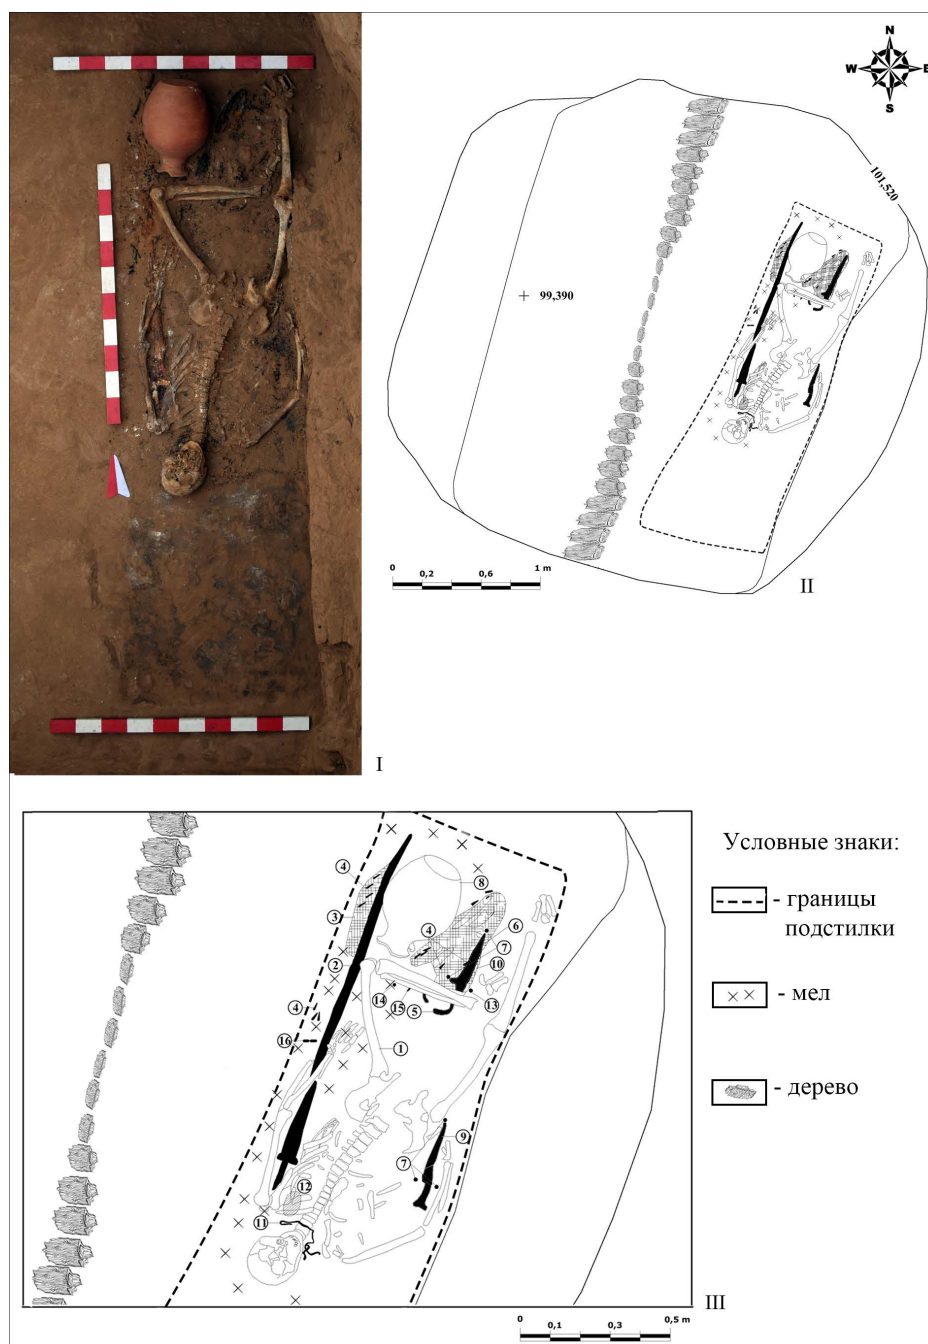 I
N
W
E
S
101,520
99,390
0 0,2 0,6 1 m
II
4
8
3
4
6
7
2
10
14
15
5
13
4
16
1
9
7
12
11
III
0 0,1 0,3 0,5 m
Условные знаки:
- границы
подстилки
- мел
- дерево